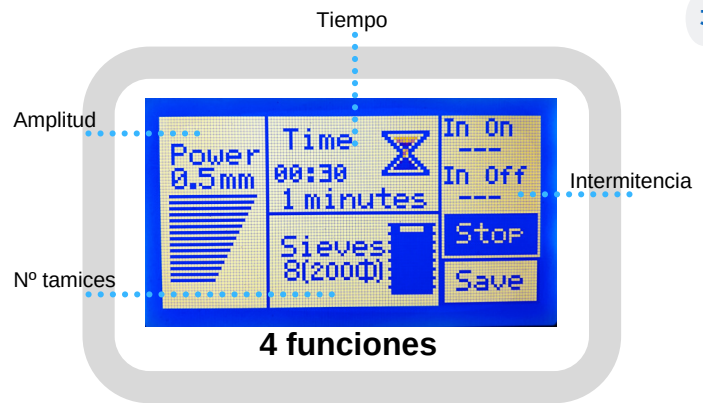 Tiempo
Amplitud
Power
0.5mm
Time
00:30
1 minutes
In On
---
In Off
---
Intermitencia
Sieves
8(200Φ)
Stop
Save
Nº tamices
4 funciones